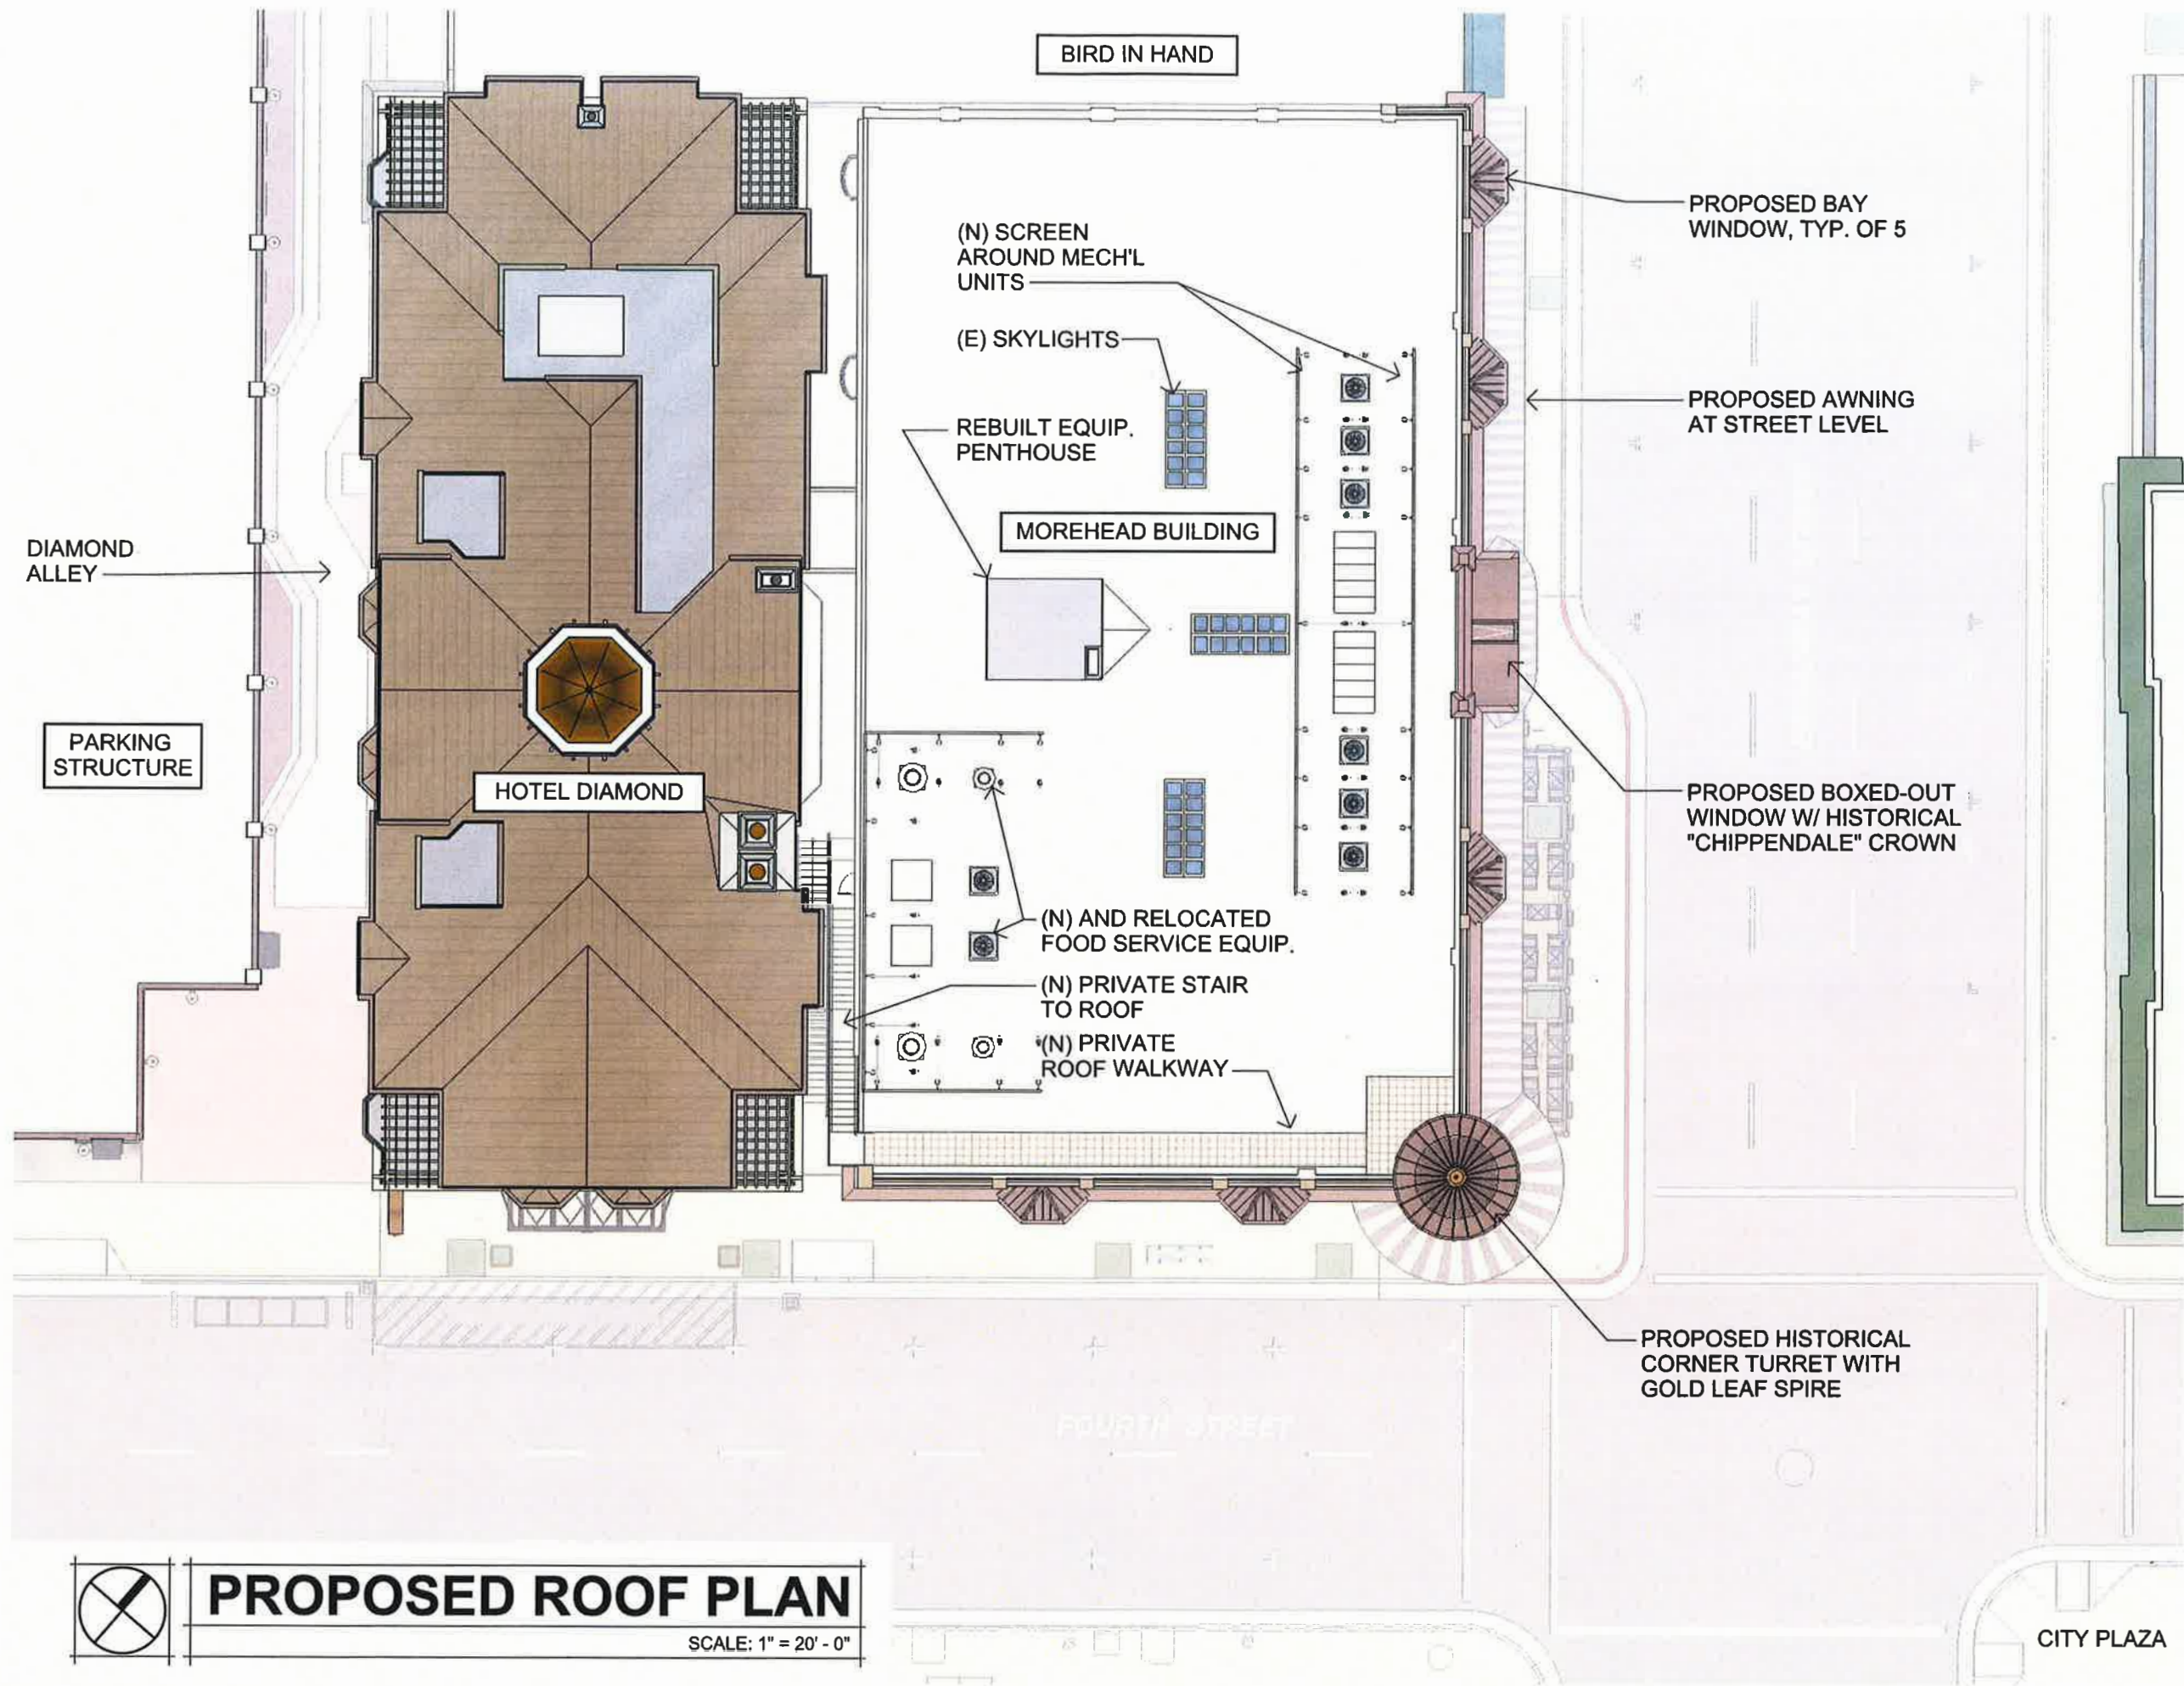 BIRD IN HAND
(N) SCREEN
AROUND MECH'L
UNITS
(E) SKYLIGHTS
REBUILT EQUIP.
PENTHOUSE
MOREHEAD BUILDING
PROPOSED BAY
WINDOW, TYP. OF 5
PROPOSED AWNING
AT STREET LEVEL
DIAMOND
ALLEY
PARKING
STRUCTURE
HOTEL DIAMOND
PROPOSED BOXED-OUT
WINDOW W/ HISTORICAL
"CHIPPENDALE" CROWN
(N) AND RELOCATED
FOOD SERVICE EQUIP.
(N) PRIVATE STAIR
TO ROOF
(N) PRIVATE
ROOF WALKWAY
PROPOSED HISTORICAL
CORNER TURRET WITH
GOLD LEAF SPIRE
FOURTH STREET
PROPOSED ROOF PLAN
SCALE: 1" = 20' - 0"
CITY PLAZA